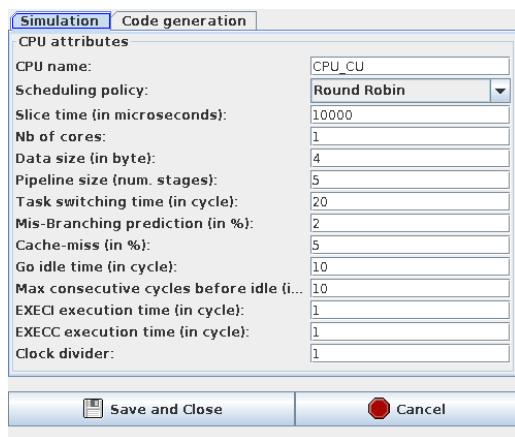 Simulation Code generation
CPU attributes
CPU name: CPU_CU
Scheduling policy: Round Robin
Slice time (in microseconds): 10000
Nb of cores: 1
Data size (in byte): 4
Pipeline size (num. stages): 5
Task switching time (in cycle): 20
Mis-Branching prediction (in %): 2
Cache-miss (in %): 5
Go idle time (in cycle): 10
Max consecutive cycles before idle (i... 10
EXECI execution time (in cycle): 1
EXECC execution time (in cycle): 1
Clock divider: 1
Save and Close Cancel